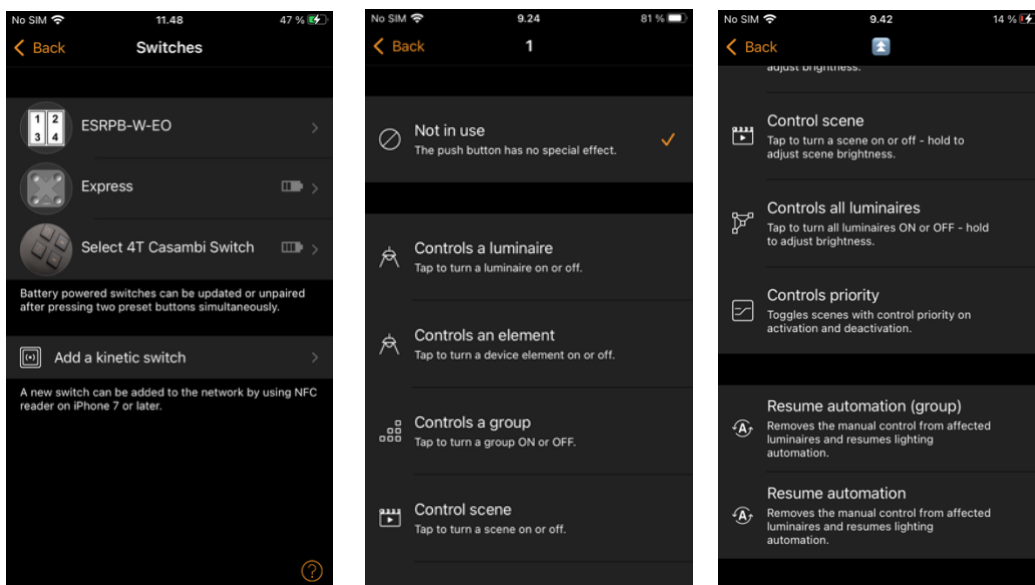 No SIM 11.48 47 %
Back Switches
1 2
3 4
ESRPB-W-EO
Express
Select 4T Casambi Switch
Battery powered switches can be updated or unpaired
after pressing two preset buttons simultaneously.
Add a kinetic switch
A new switch can be added to the network by using NFC
reader on iPhone 7 or later.
?
No SIM 9.24 81 %
Back 1
Not in use
The push button has no special effect.
Controls a luminaire
Tap to turn a luminaire on or off.
Controls an element
Tap to turn a device element on or off.
Controls a group
Tap to turn a group ON or OFF.
Control scene
Tap to turn a scene on or off.
No SIM 9.42 14 %
Back
adjust brightness.
Control scene
Tap to turn a scene on or off - hold to
adjust scene brightness.
Controls all luminaires
Tap to turn all luminaires ON or OFF - hold
to adjust brightness.
Controls priority
Toggles scenes with control priority on
activation and deactivation.
Resume automation (group)
A
Removes the manual control from affected
luminaires and resumes lighting
automation.
Resume automation
A
Removes the manual control from affected
luminaires and resumes lighting
automation.